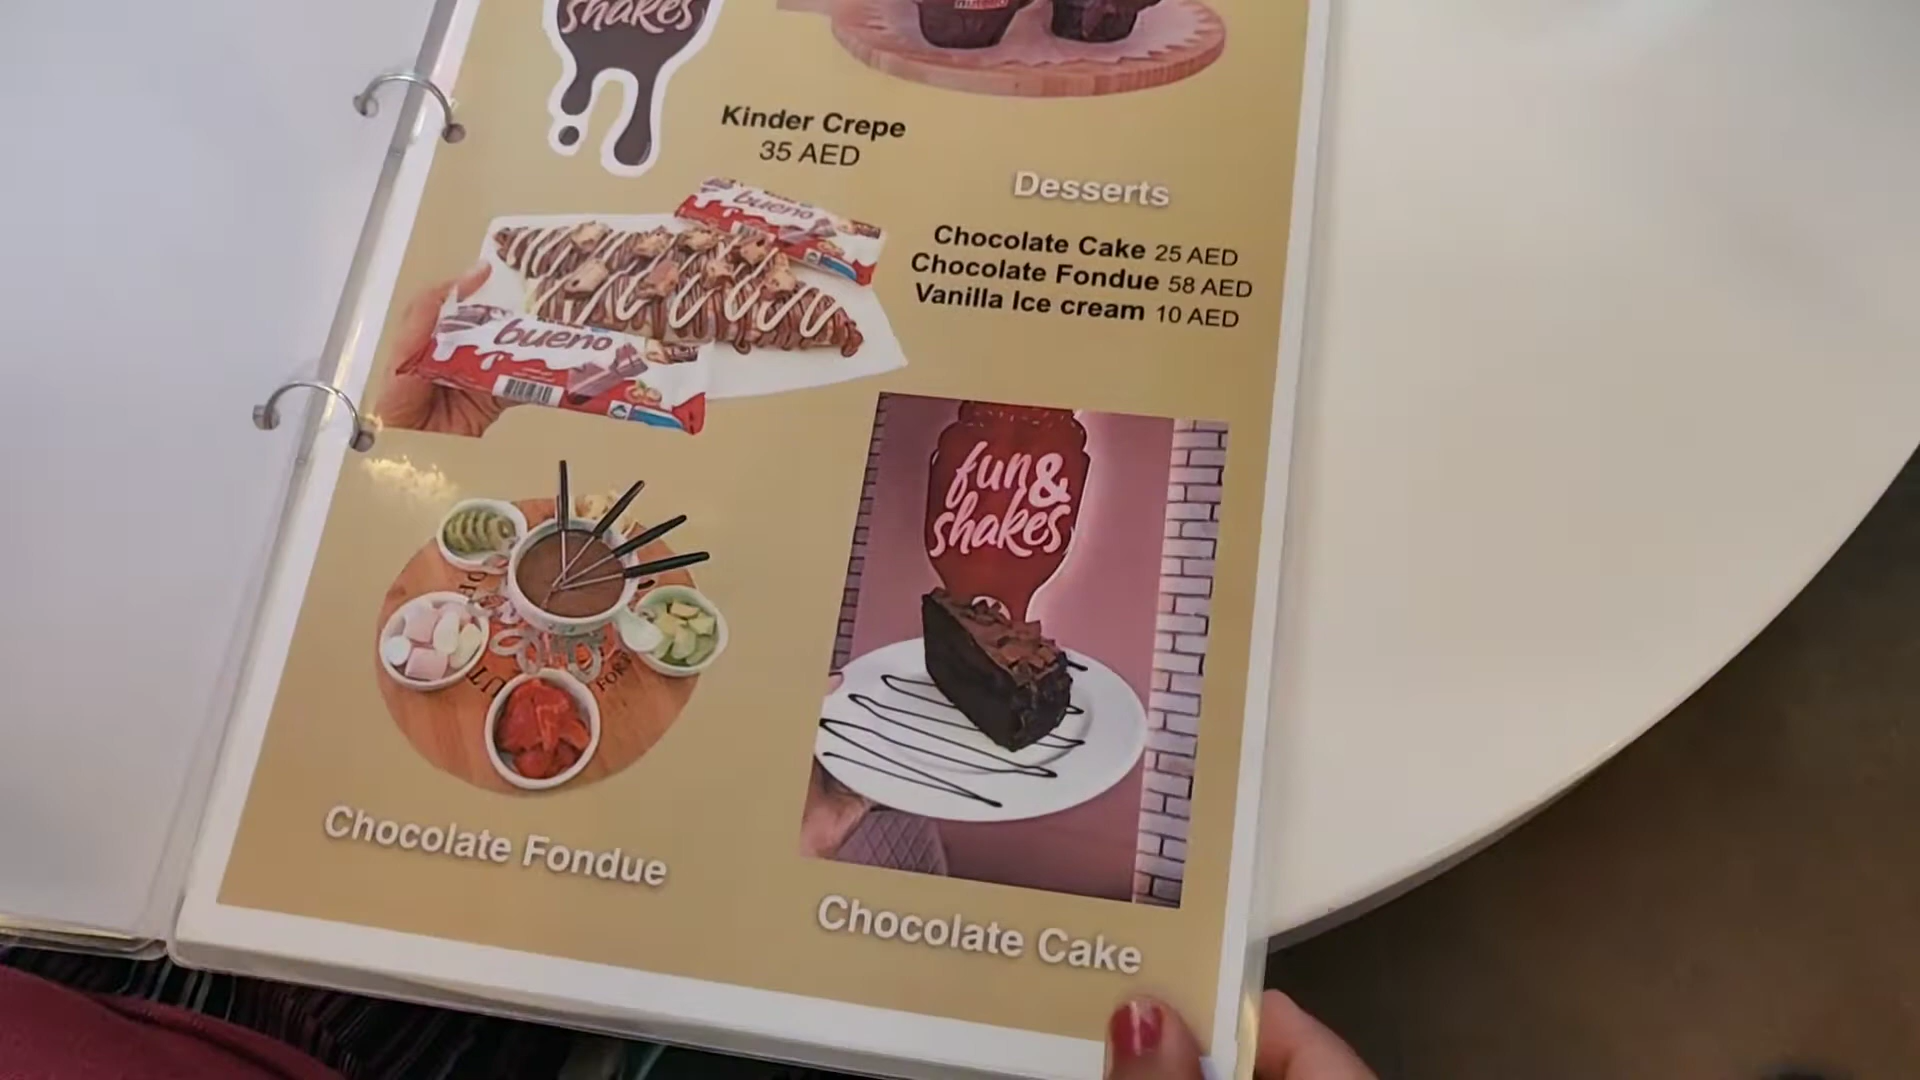 shakes
Kinder Crepe
35 AED
Desserts
Chocolate Cake 25 AED
Chocolate Fondue 58 AED
Vanilla Ice cream 10 AED
bueno
bueno
fun&
shakes
Chocolate Fondue
Chocolate Cake